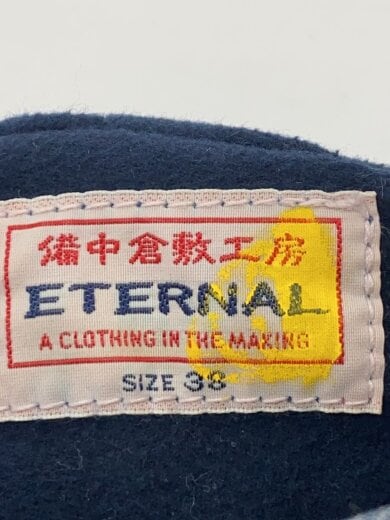 備中倉敷工房
ETERNAL
A CLOTHING IN THE MAKING
SIZE 38